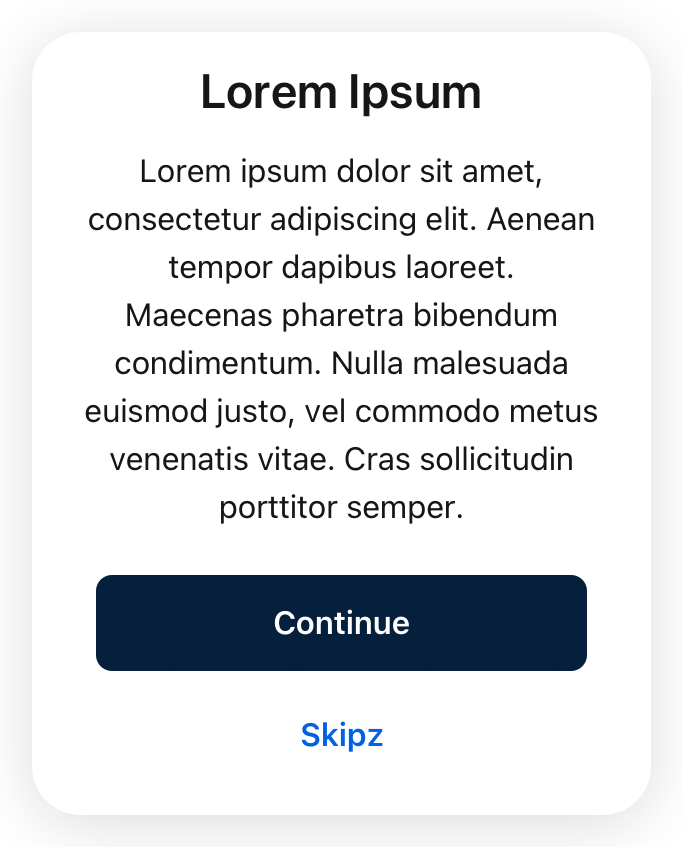 Lorem Ipsum
Lorem ipsum dolor sit amet,
consectetur adipiscing elit. Aenean
tempor dapibus laoreet.
Maecenas pharetra bibendum
condimentum. Nulla malesuada
euismod justo, vel commodo metus
venenatis vitae. Cras sollicitudin
porttitor semper.
Continue
Skipz